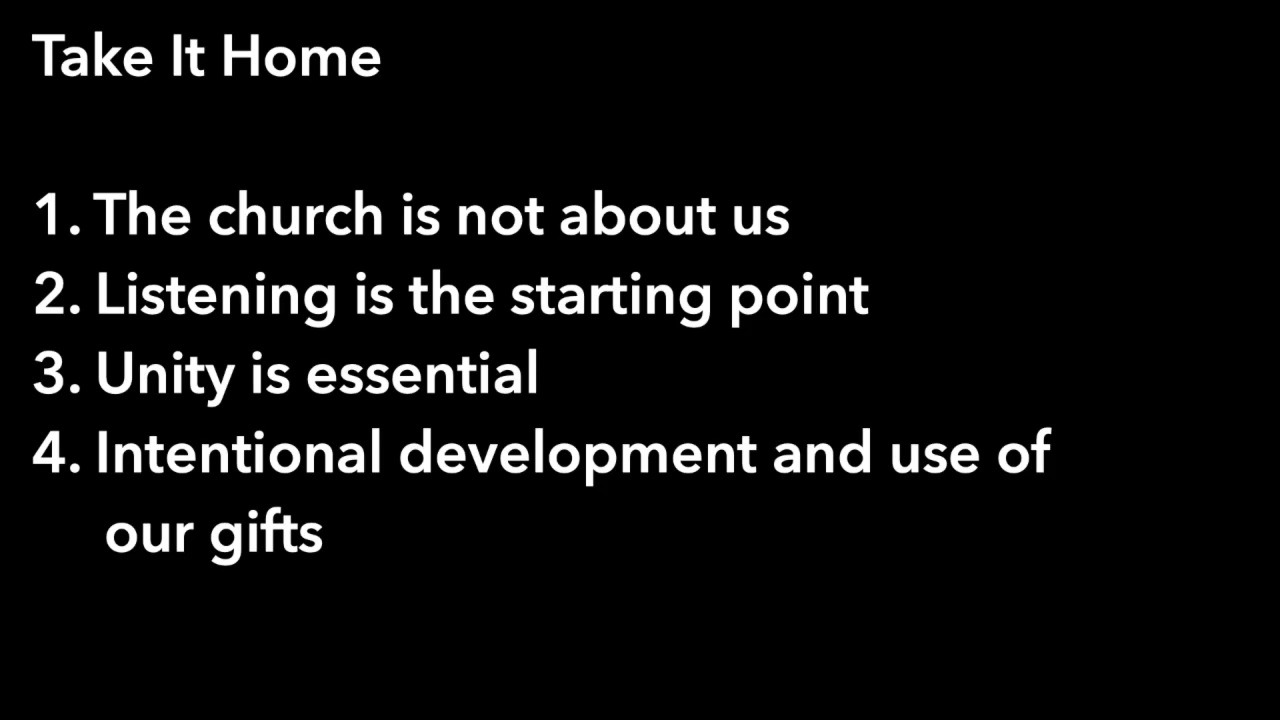 Take It Home
1. The church is not about us
2. Listening is the starting point
3. Unity is essential
4. Intentional development and use of
our gifts